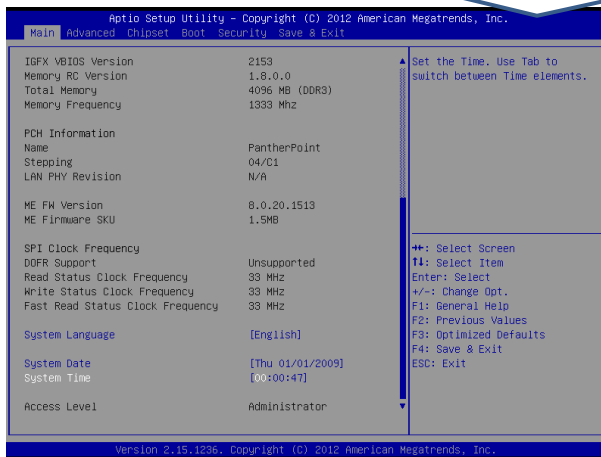 Aptio Setup Utility – Copyright (C) 2012 American Megatrends, Inc.
Main Advanced Chipset Boot Security Save & Exit
IGFX VBIOS Version 2153
Memory RC Version 1.8.0.0
Total Memory 4096 MB (DDR3)
Memory Frequency 1333 Mhz
PCH Information
Name PantherPoint
Stepping 04/C1
LAN PHY Revision N/A
ME FW Version 8.0.20.1513
ME Firmware SKU 1.5MB
SPI Clock Frequency
DOFR Support Unsupported
Read Status Clock Frequency 33 MHz
Write Status Clock Frequency 33 MHz
Fast Read Status Clock Frequency 33 MHz
System Language [English]
System Date [Thu 01/01/2009]
System Time [00:00:47]
Access Level Administrator
Set the Time. Use Tab to
switch between Time elements.
→←: Select Screen
↑↓: Select Item
Enter: Select
+/-: Change Opt.
F1: General Help
F2: Previous Values
F3: Optimized Defaults
F4: Save & Exit
ESC: Exit
Version 2.15.1236. Copyright (C) 2012 American Megatrends, Inc.